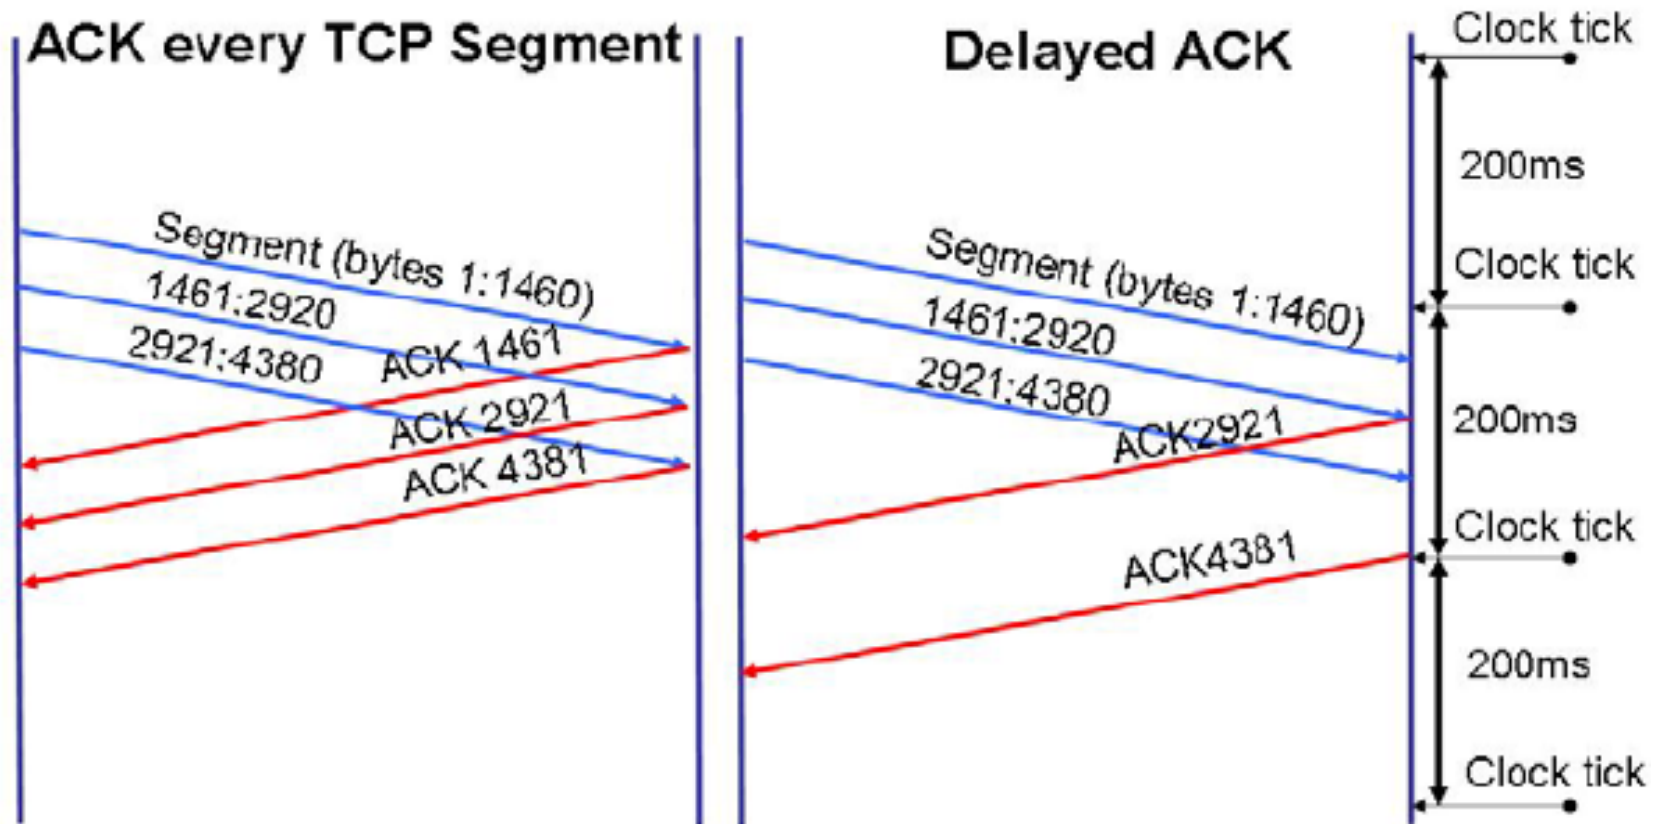 ACK every TCP Segment
Segment (bytes 1:1460)
1461:2920
2921:4380
ACK 1461
ACK 2921
ACK 4381
Delayed ACK
Segment (bytes 1:1460)
1461:2920
2921:4380
ACK2921
ACK4381
Clock tick
200ms
Clock tick
200ms
Clock tick
200ms
Clock tick